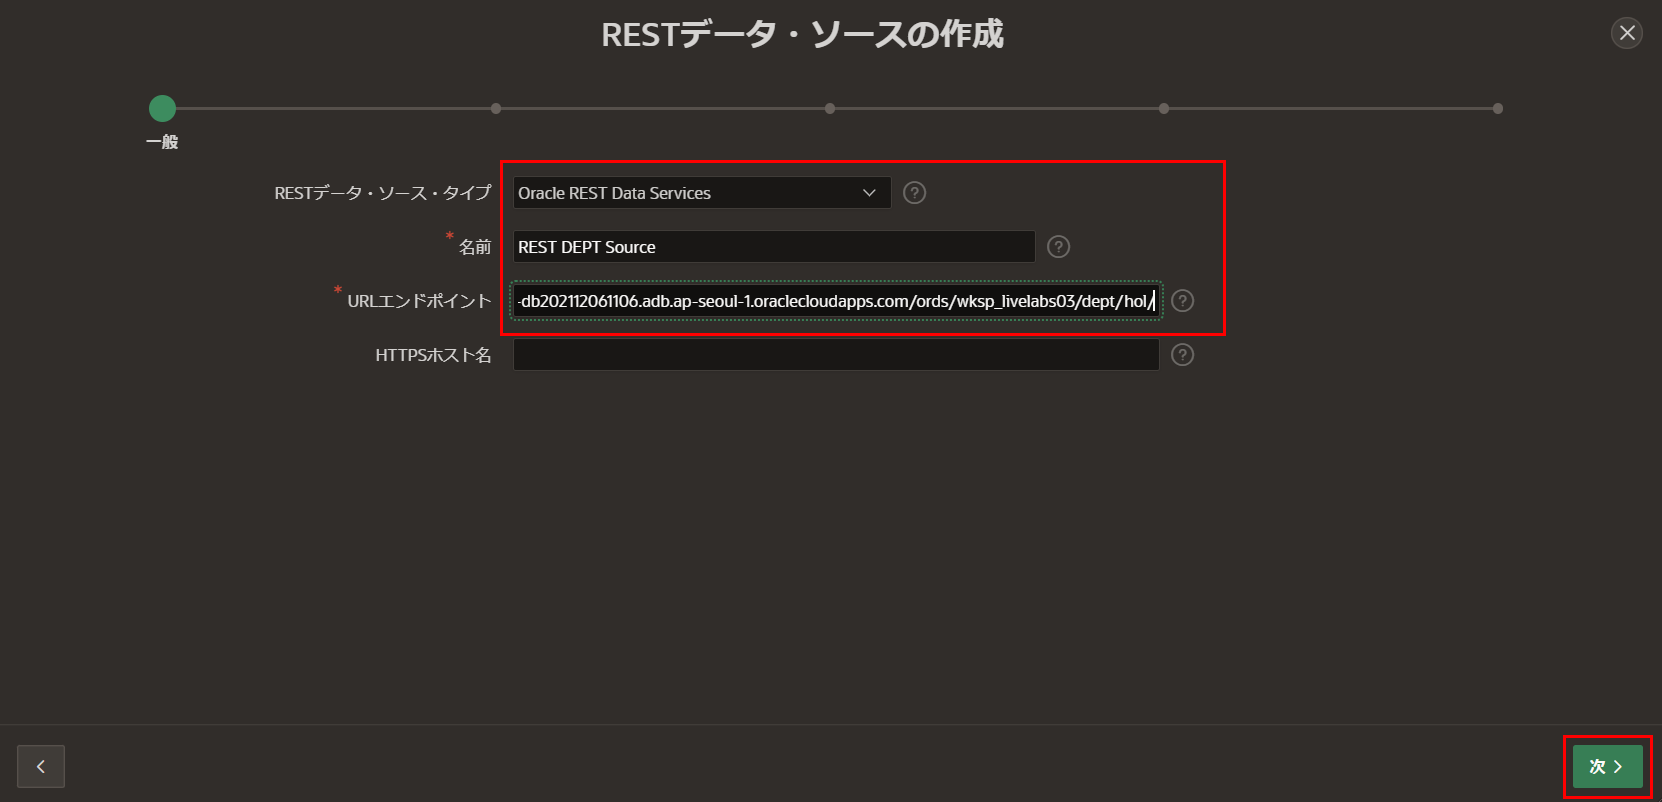 RESTデータ・ソースの作成
一般
RESTデータ・ソース・タイプ Oracle REST Data Services ?
* 名前 REST DEPT Source ?
* URLエンドポイント -db202112061106.adb.ap-seoul-1.oraclecloudapps.com/ords/wksp_livelabs03/dept/hol/ ?
HTTPSホスト名 ?
次